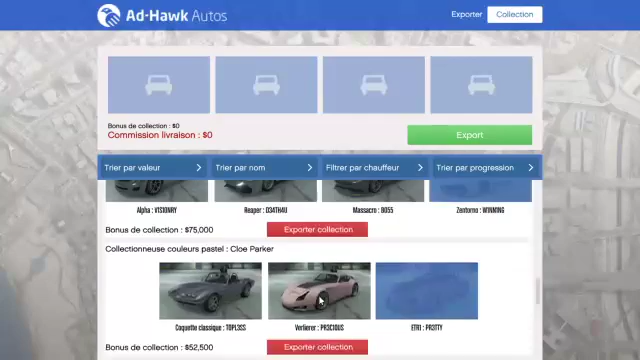 Ad-Hawk Autos
Exporter Collection
Bonus de collection : $0
Commission livraison : $0
Export
Trier par valeur
Trier par nom
Filtrer par chauffeur
Trier par progression
Alpha : V1S10NRY
Reaper : D34TH4U
Massacro : B055
Zentorno : W1NN1NG
Bonus de collection : $75,000
Exporter collection
Collectionneuse couleurs pastel : Cloe Parker
Coquette classique : T0PL3SS
Verlierer : PR3C10US
ETR1 : PR3TTY
Bonus de collection : $52,500
Exporter collection